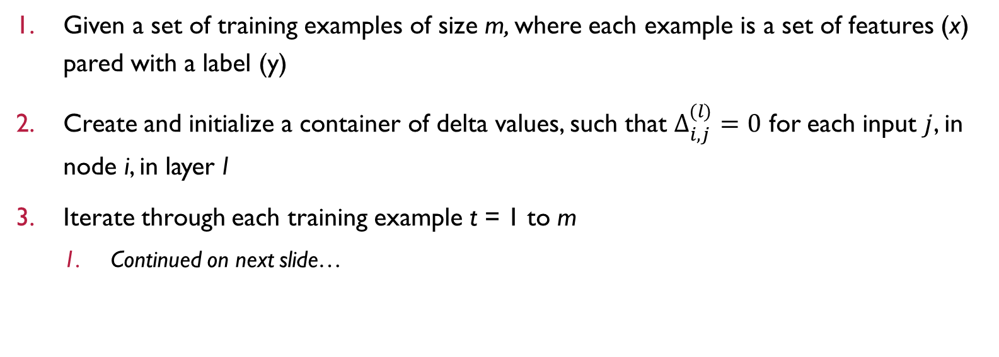 1. Given a set of training examples of size m, where each example is a set of features (x)
pared with a label (y)
2. Create and initialize a container of delta values, such that Δ_{i,j}^{(l)} = 0 for each input j, in
node i, in layer l
3. Iterate through each training example t = 1 to m
1. Continued on next slide…